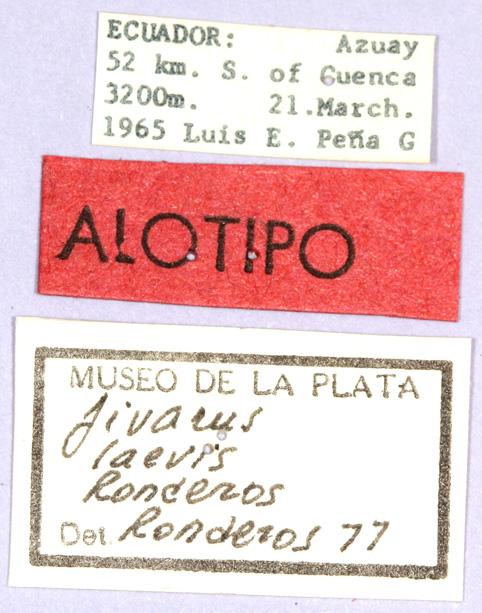 ECUADOR: Azuay
52 km. S. of Cuenca
3200m. 21.March.
1965 Luis E. Peña G
ALOTIPO
MUSEO DE LA PLATA
Jivarus
laevis
Ronderos
Det. Ronderos 77